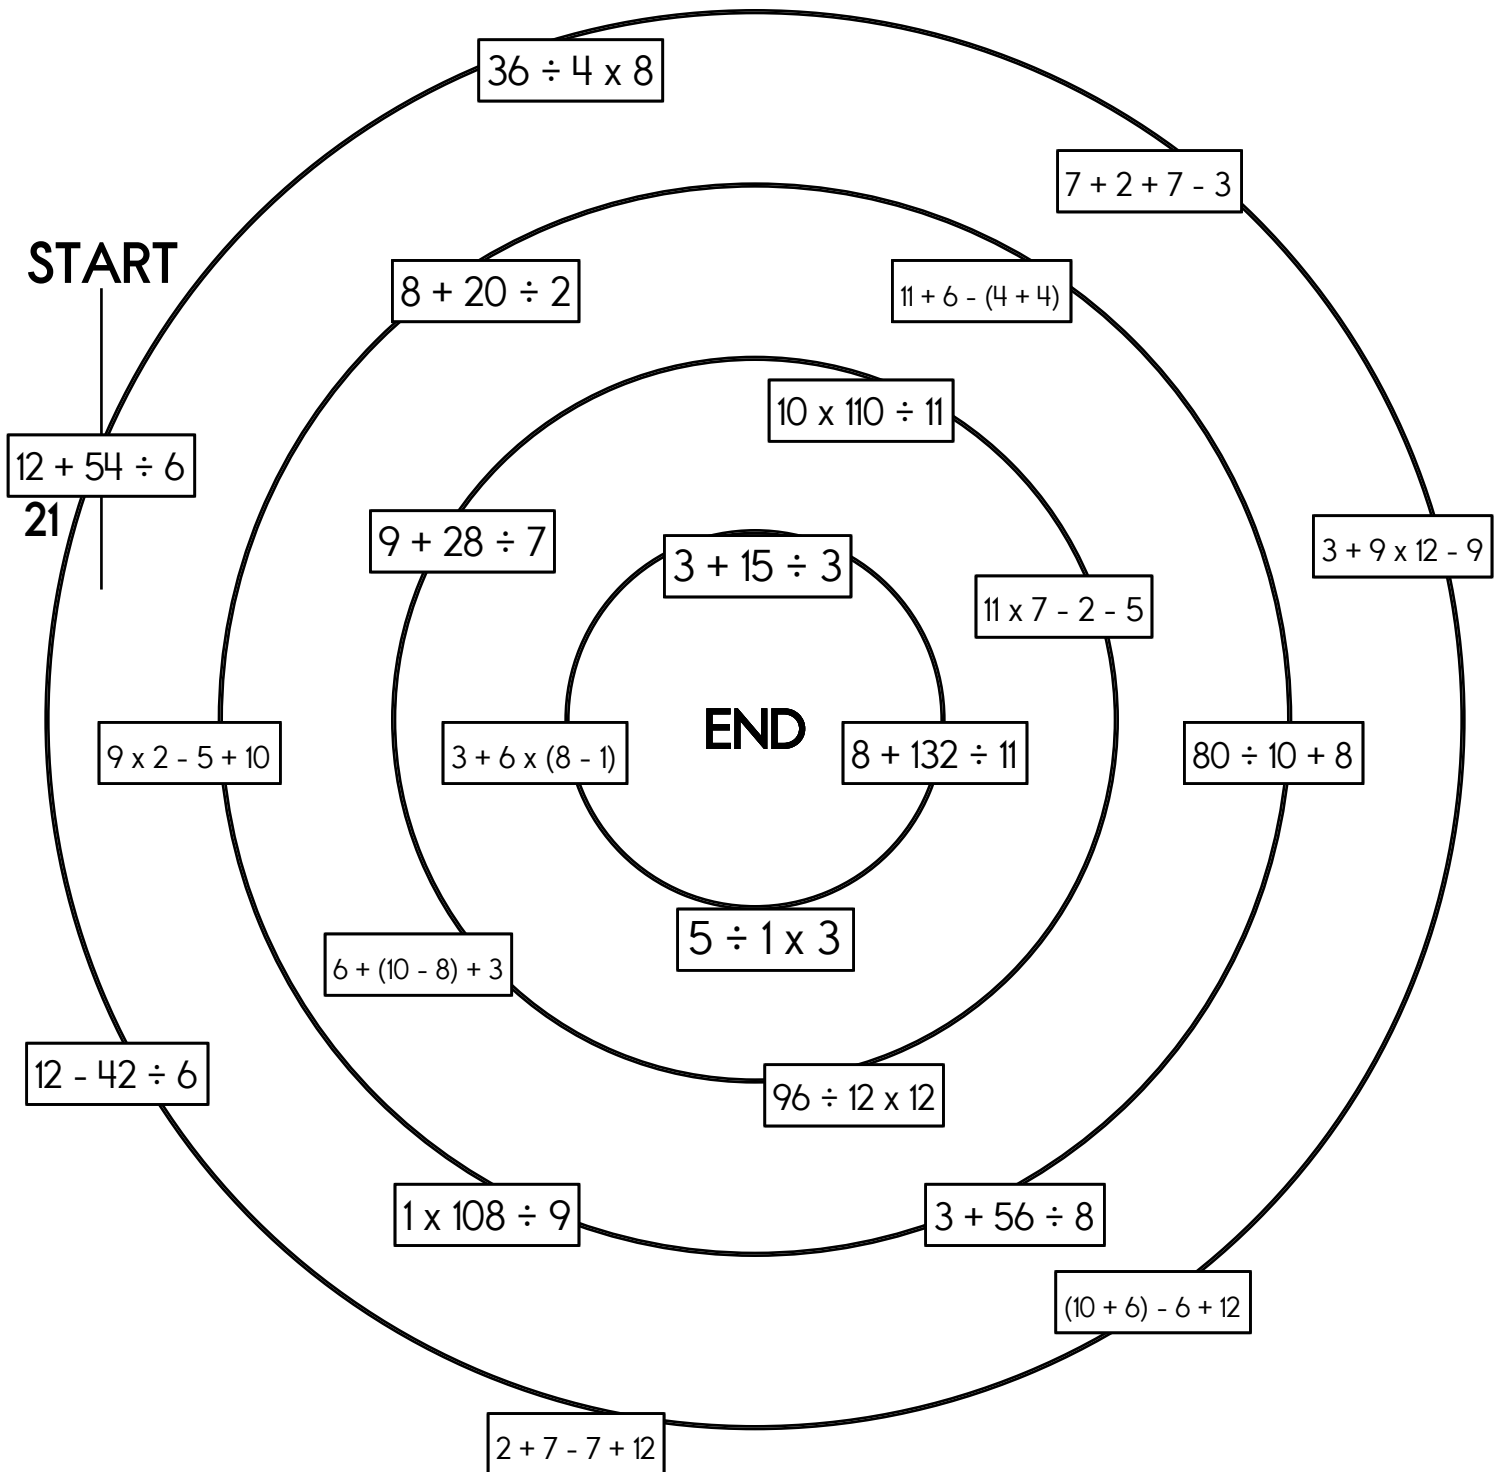 36 ÷ 4 x 8
7 + 2 + 7 - 3
START
8 + 20 ÷ 2
11 + 6 - (4 + 4)
10 x 110 ÷ 11
12 + 54 ÷ 6
21
9 + 28 ÷ 7
3 + 15 ÷ 3
3 + 9 x 12 - 9
11 x 7 - 2 - 5
9 x 2 - 5 + 10
3 + 6 x (8 - 1)
END
8 + 132 ÷ 11
80 ÷ 10 + 8
6 + (10 - 8) + 3
5 ÷ 1 x 3
12 - 42 ÷ 6
96 ÷ 12 x 12
1 x 108 ÷ 9
3 + 56 ÷ 8
(10 + 6) - 6 + 12
2 + 7 - 7 + 12